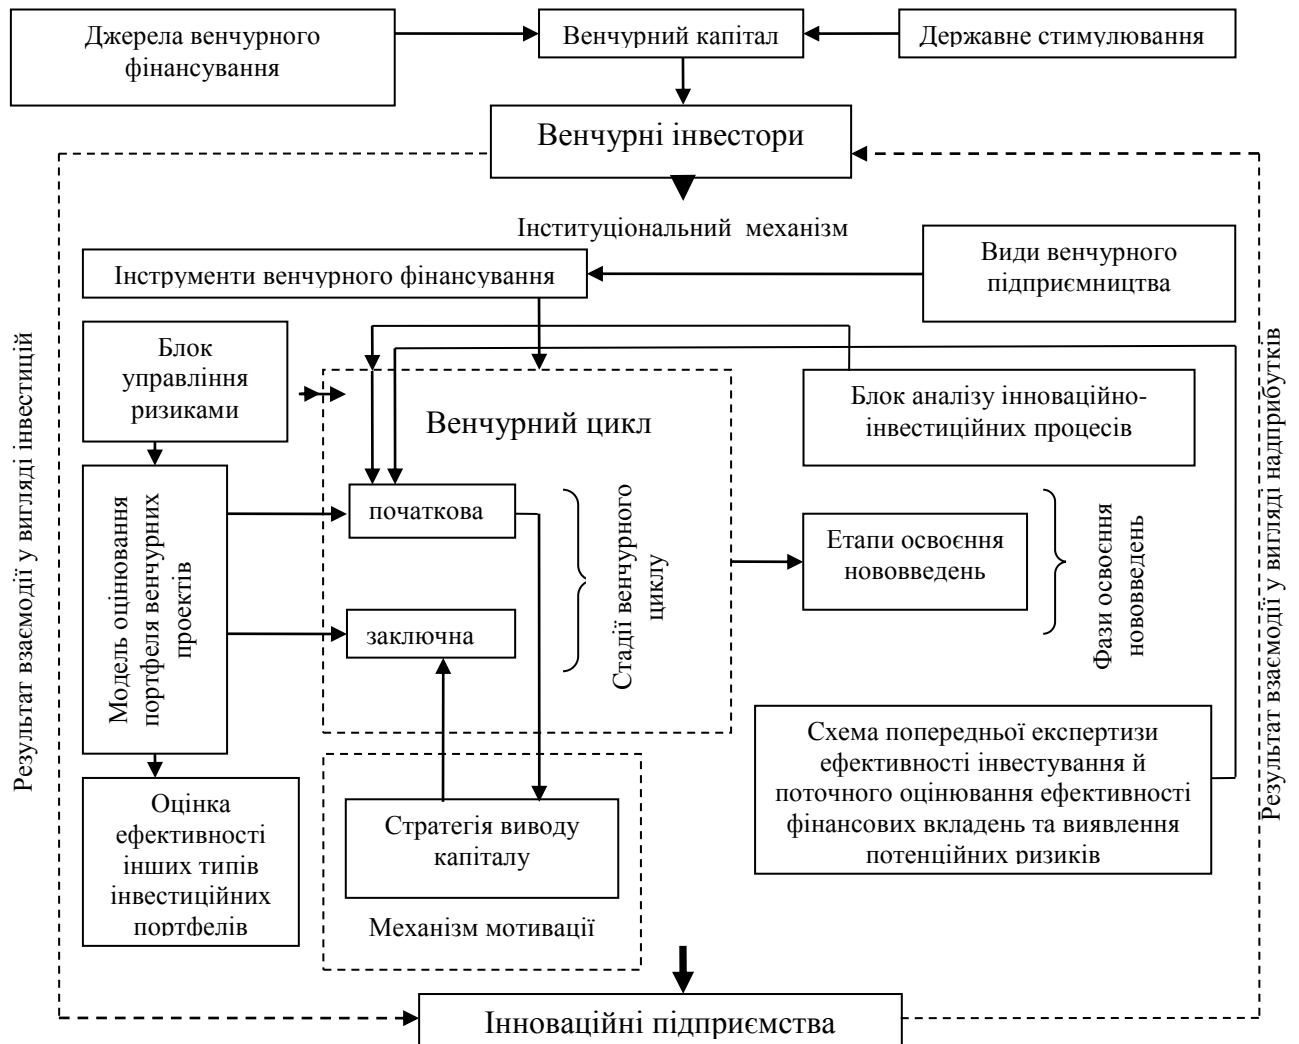 Джерела венчурного
фінансування
Венчурний капітал
Державне стимулювання
Венчурні інвестори
Інституціональний механізм
Інструменти венчурного фінансування
Види венчурного
підприємництва
Результат взаємодії у вигляді інвестицій
Блок
управління
ризиками
Венчурний цикл
Блок аналізу інноваційно-
інвестиційних процесів
Результат взаємодії у вигляді надприбутків
Модель оцінювання
портфеля венчурних
проектів
початкова
заключна
Стадії венчурного
циклу
Етапи освоєння
нововведень
Фази освоєння
нововведень
Схема попередньої експертизи
ефективності інвестування й
поточного оцінювання ефективності
фінансових вкладень та виявлення
потенційних ризиків
Оцінка
ефективності
інших типів
інвестиційних
портфелів
Стратегія виводу
капіталу
Механізм мотивації
Інноваційні підприємства